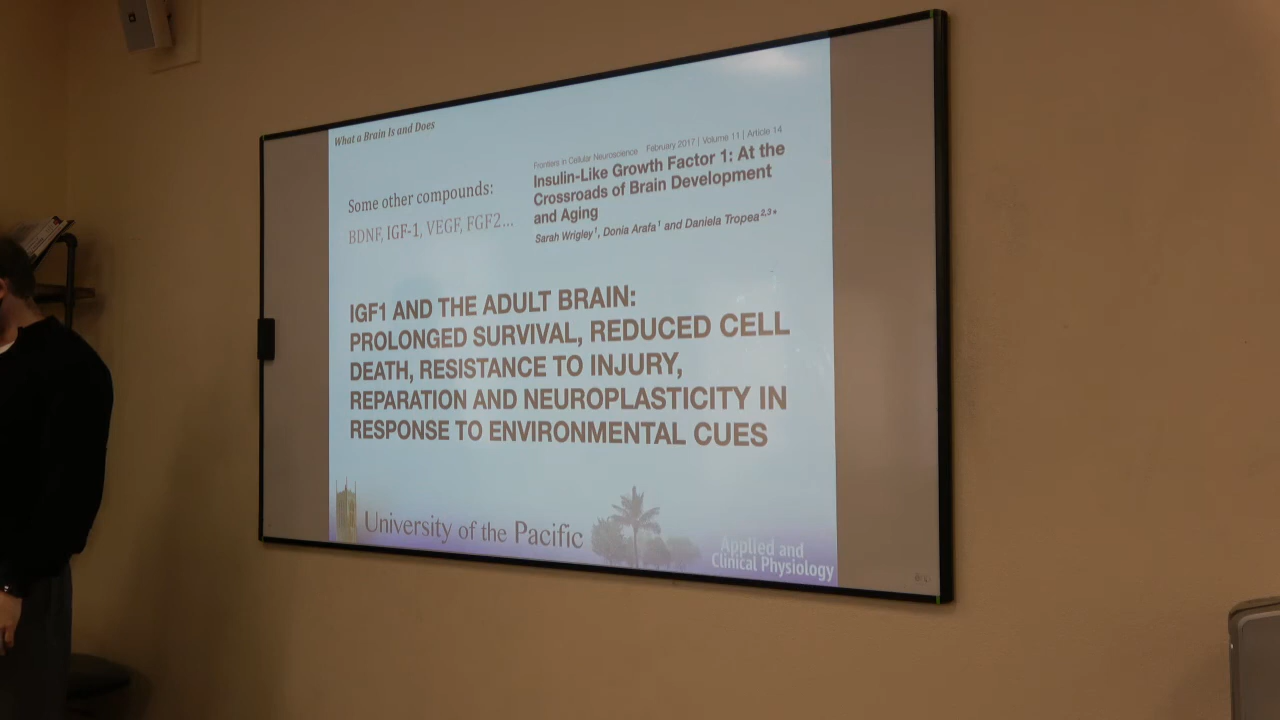 What a Brain Is and Does
Frontiers in Cellular Neuroscience February 2017 | Volume 11 | Article 14
Insulin-Like Growth Factor 1: At the
Crossroads of Brain Development
and Aging
Sarah Wrigley1, Donia Arafa1 and Daniela Tropea2,3*
Some other compounds:
BDNF, IGF-1, VEGF, FGF2...
IGF1 AND THE ADULT BRAIN:
PROLONGED SURVIVAL, REDUCED CELL
DEATH, RESISTANCE TO INJURY,
REPARATION AND NEUROPLASTICITY IN
RESPONSE TO ENVIRONMENTAL CUES
University of the Pacific
Applied and
Clinical Physiology